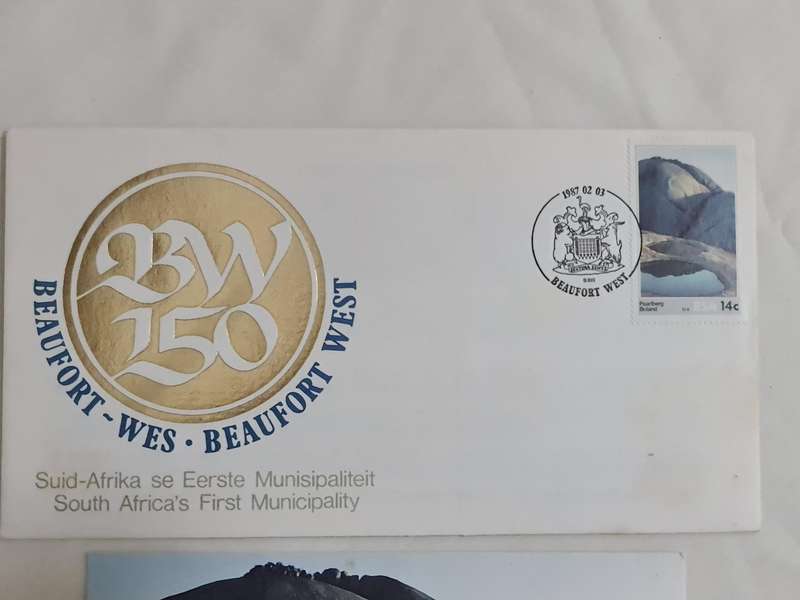 BW
150
BEAUFORT-WES · BEAUFORT WEST
Suid-Afrika se Eerste Munisipaliteit
South Africa's First Municipality
1987 02 03
BEAUFORT WEST
Paarlberg
Boland
RSA 14c